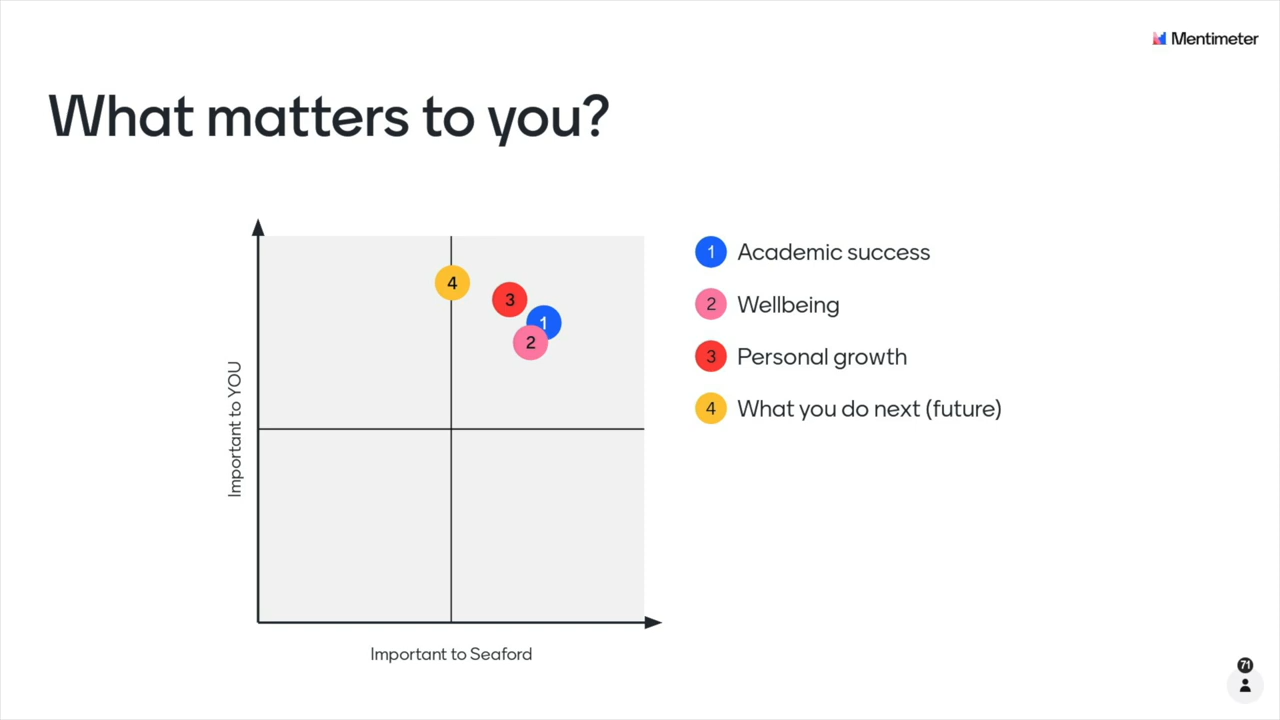 Mentimeter
What matters to you?
4
3
1
2
Important to YOU
Important to Seaford
1 Academic success
2 Wellbeing
3 Personal growth
4 What you do next (future)
71